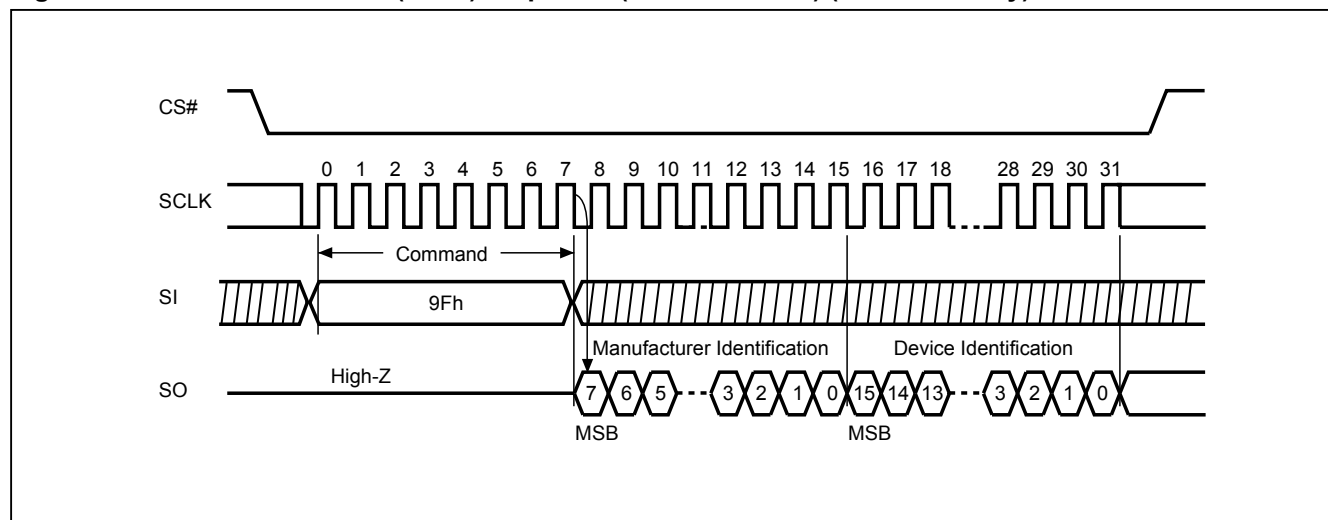 CS#
0 1 2 3 4 5 6 7 8 9 10 11 12 13 14 15 16 17 18 28 29 30 31
SCLK
Command
SI
9Fh
Manufacturer Identification Device Identification
High-Z
SO
7 6 5 3 2 1 0 15 14 13 3 2 1 0
MSB MSB